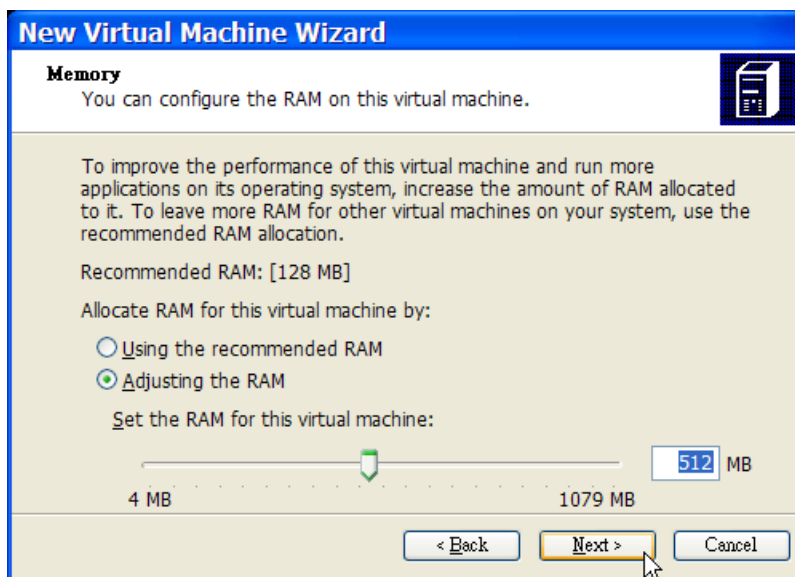 New Virtual Machine Wizard
Memory
You can configure the RAM on this virtual machine.
To improve the performance of this virtual machine and run more
applications on its operating system, increase the amount of RAM allocated
to it. To leave more RAM for other virtual machines on your system, use the
recommended RAM allocation.
Recommended RAM: [128 MB]
Allocate RAM for this virtual machine by:
Using the recommended RAM
Adjusting the RAM
Set the RAM for this virtual machine:
512 MB
4 MB 1079 MB
< Back Next > Cancel